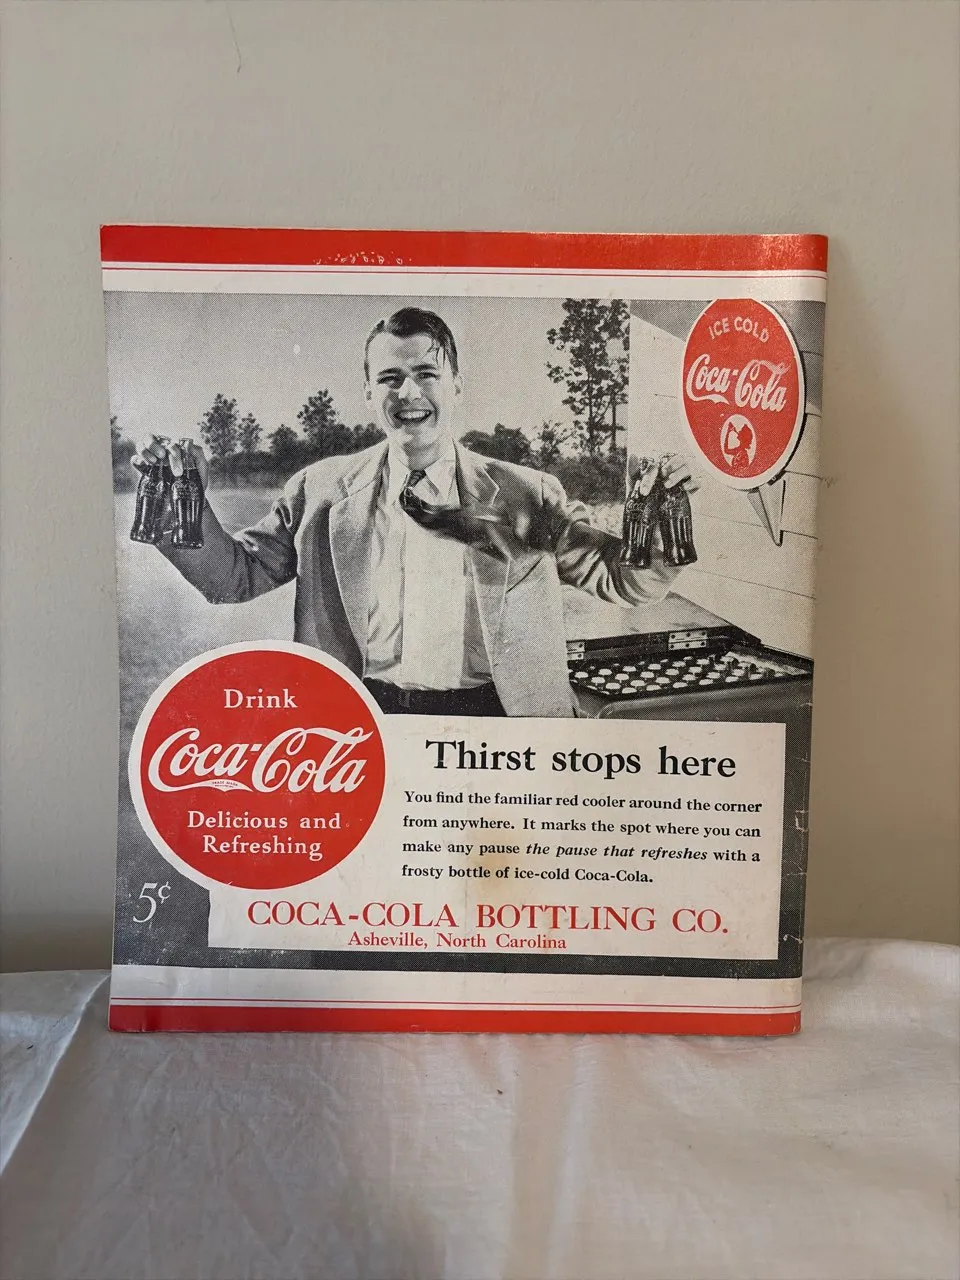 ICE COLD
Coca-Cola
Drink
Coca-Cola
Delicious and
Refreshing
5¢
Thirst stops here
You find the familiar red cooler around the corner
from anywhere. It marks the spot where you can
make any pause the pause that refreshes with a
frosty bottle of ice-cold Coca-Cola.
COCA-COLA BOTTLING CO.
Asheville, North Carolina